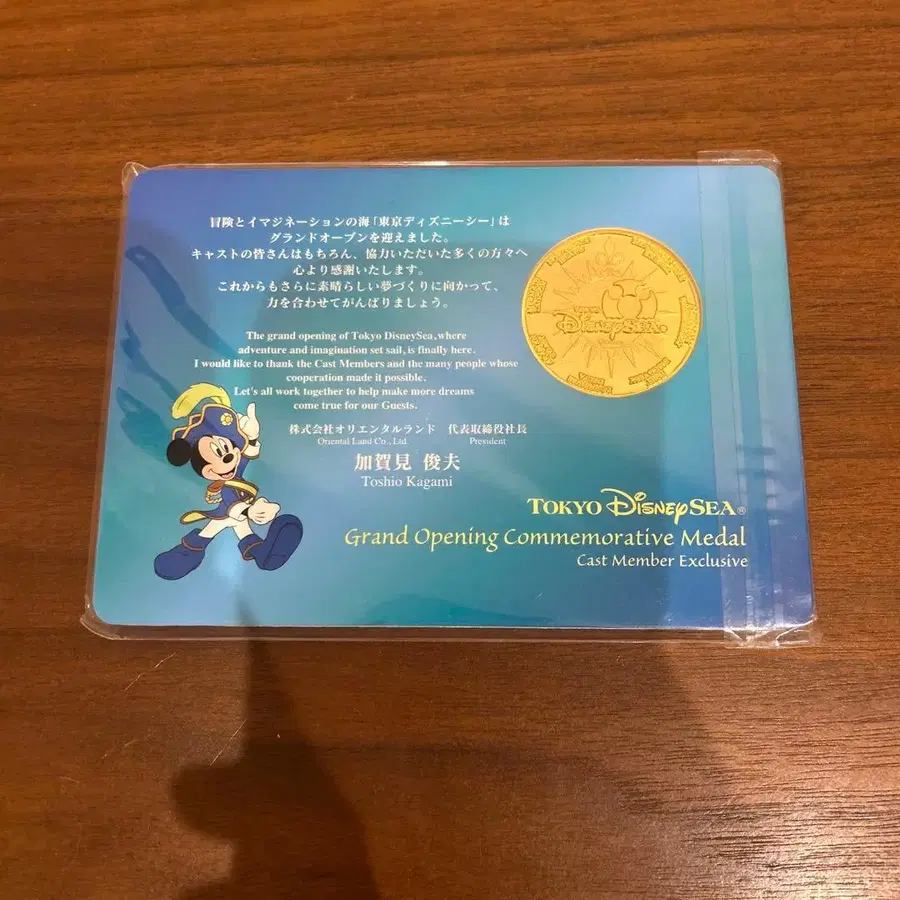 冒険とイマジネーションの海「東京ディズニーシー」は
グランドオープンを迎えました。
キャストの皆さんはもちろん、協力いただいた多くの方々へ
心より感謝いたします。
これからもさらに素晴らしい夢づくりに向かって、
力を合わせてがんばりましょう。
The grand opening of Tokyo DisneySea, where
adventure and imagination set sail, is finally here.
I would like to thank the Cast Members and the many people whose
cooperation made it possible.
Let's all work together to help make more dreams
come true for our Guests.
株式会社オリエンタルランド 代表取締役社長
Oriental Land Co., Ltd President
加賀見 俊夫
Toshio Kagami
DISNEYSEA
TOKYO DISNEYSEA®
Grand Opening Commemorative Medal
Cast Member Exclusive